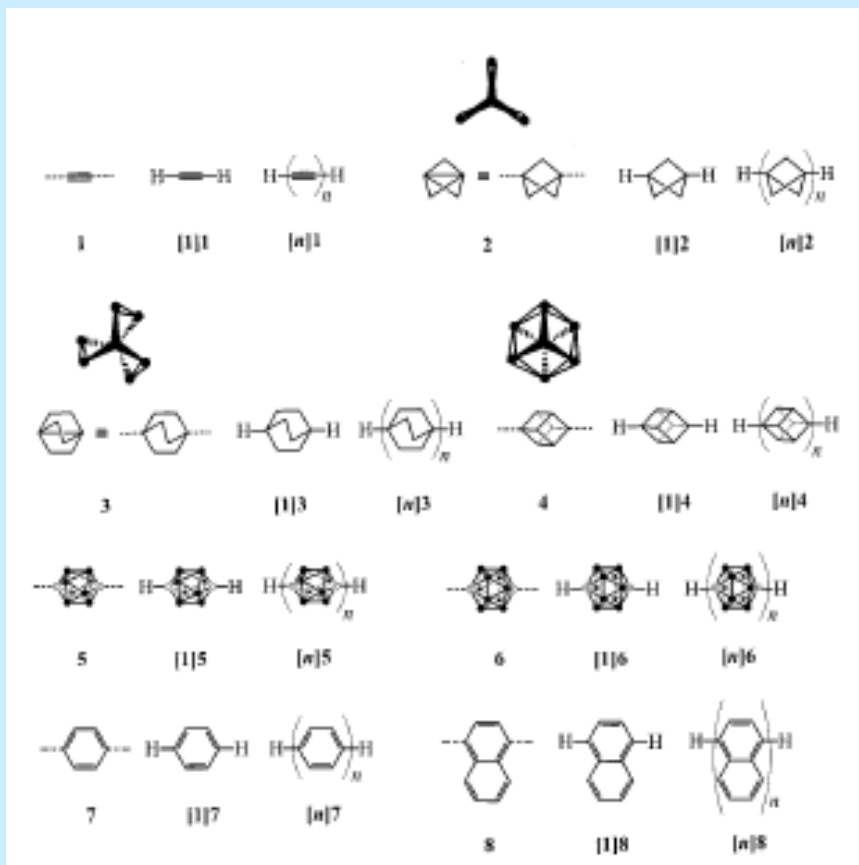 H H H ( ) H n H H H ( ) H n
1 [1]1 [n]1 2 [1]2 [n]2
H H H ( ) H n H H H ( ) H n
3 [1]3 [n]3 4 [1]4 [n]4
H H H ( ) H n H H H ( ) H n
5 [1]5 [n]5 6 [1]6 [n]6
H H H ( ) H n H H H ( ) H n
7 [1]7 [n]7 8 [1]8 [n]8